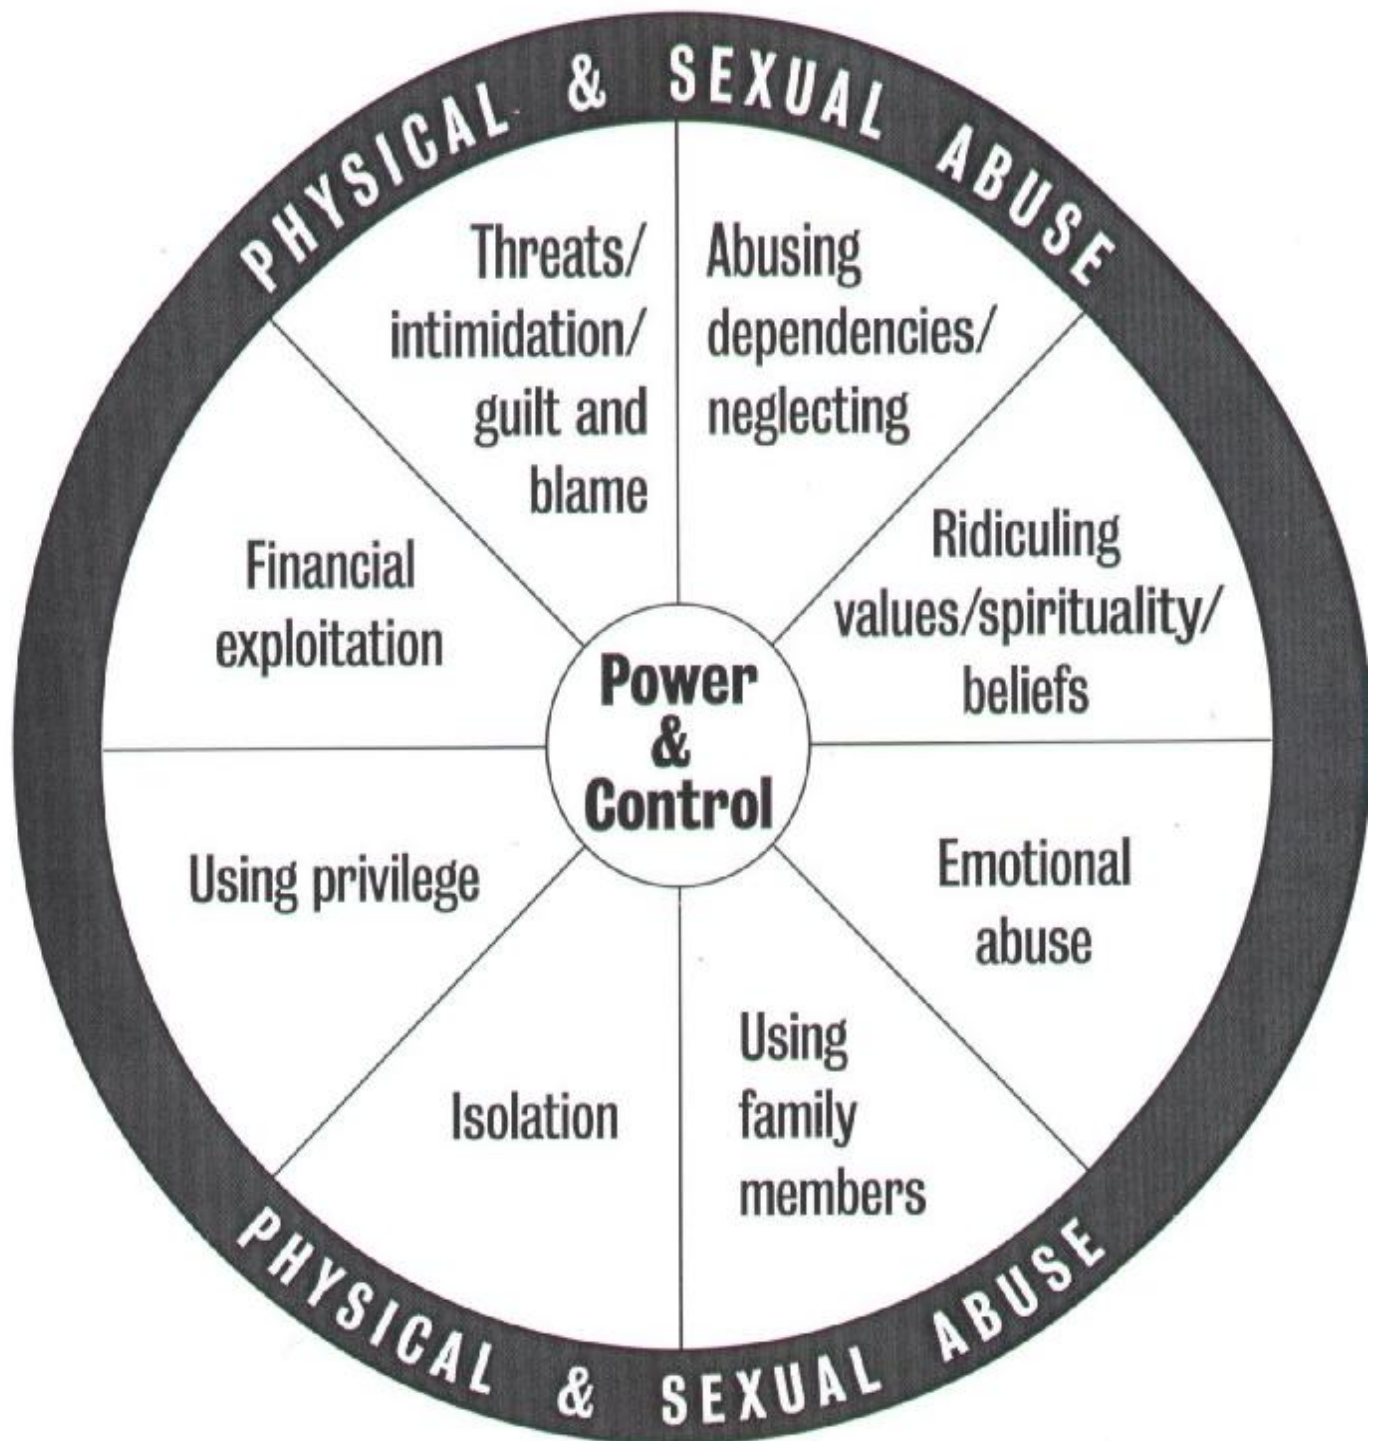 PHYSICAL & SEXUAL ABUSE
Threats/
intimidation/
guilt and
blame
Abusing
dependencies/
neglecting
Ridiculing
values/spirituality/
beliefs
Emotional
abuse
Using
family
members
Isolation
Using privilege
Financial
exploitation
Power
&
Control
PHYSICAL & SEXUAL ABUSE